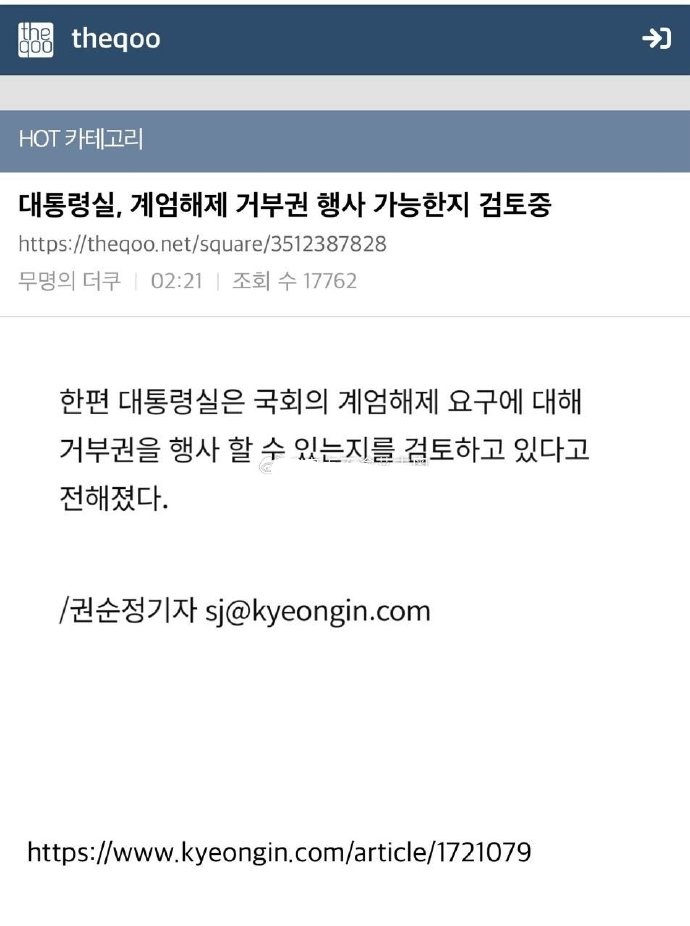 the
qoo
theqoo
HOT 카테고리
대통령실, 계엄해제 거부권 행사 가능한지 검토중
https://theqoo.net/square/3512387828
무명의 더쿠 | 02:21 | 조회 수 17762
한편 대통령실은 국회의 계엄해제 요구에 대해
거부권을 행사 할 수 있는지를 검토하고 있다고
전해졌다.
/권순정기자 sj@kyeongin.com
https://www.kyeongin.com/article/1721079